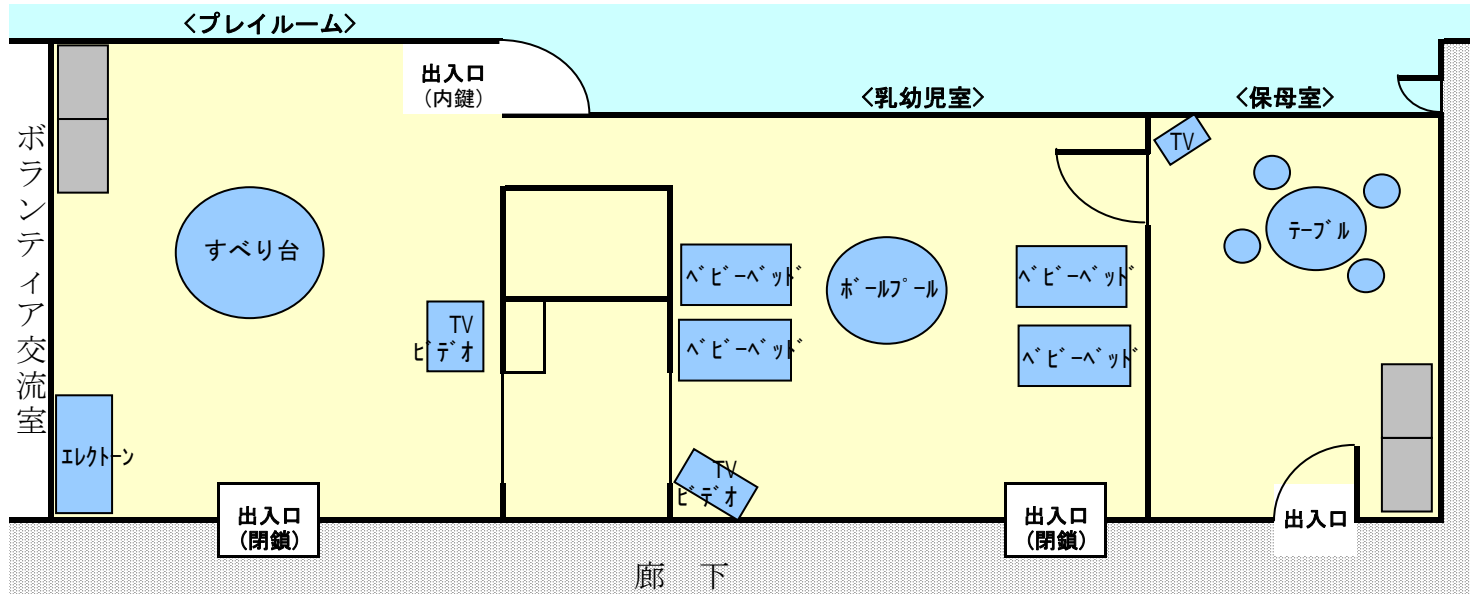 <プレイルーム>
出入口
(内鍵)
<乳幼児室>
<保母室>
ボランティア交流室
すべり台
TV
ビデオ
エレクトーン
出入口
(閉鎖)
ベビーベッド
ベビーベッド
ボールプール
ベビーベッド
ベビーベッド
TV
ビデオ
出入口
(閉鎖)
TV
テーブル
出入口
廊 下